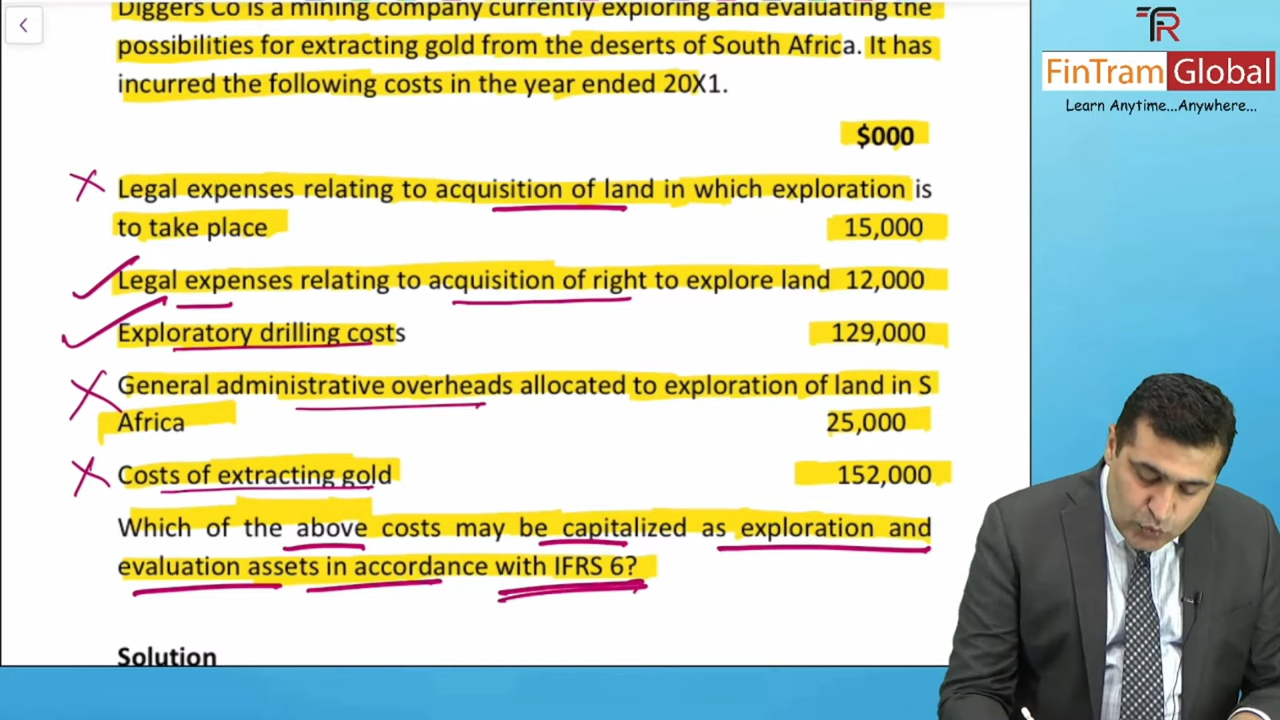 Diggers Co is a mining company currently exploring and evaluating the
possibilities for extracting gold from the deserts of South Africa. It has
incurred the following costs in the year ended 20X1.
$000
Legal expenses relating to acquisition of land in which exploration is
to take place 15,000
Legal expenses relating to acquisition of right to explore land 12,000
Exploratory drilling costs 129,000
General administrative overheads allocated to exploration of land in S
Africa 25,000
Costs of extracting gold 152,000
Which of the above costs may be capitalized as exploration and
evaluation assets in accordance with IFRS 6?
Solution
TR
FinTram Global
Learn Anytime...Anywhere...